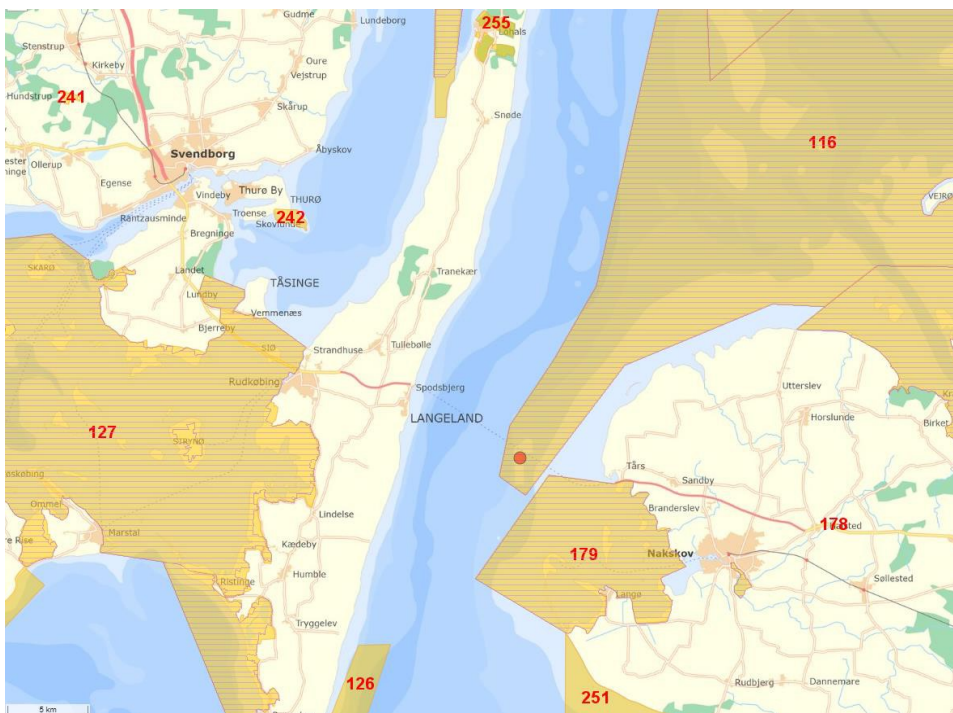 Gudme
Lundeborg
255
Lohals
Stenstrup
Oure
Kirkeby
Vejstrup
Hundstrup
241
Skårup
Snøde
116
Åbyskov
Svendborg
Ollerup
Egense
Vindeby
Thurø By
THURØ
VEJRØ
Rantzausminde
Troense
242
Skovlunde
Bregninge
SKARØ
Landet
Tranekær
TÅSINGE
Lundby
Vemmenæs
Bjerreby
SIØ
Strandhuse
Tullebølle
Rudkøbing
Spodsbjerg
Utterslev
LANGELAND
Horslunde
Birket
127
STRYNØ
Tårs
Sandby
Ommel
Lindelse
Branderslev
178
Marstal
Kædeby
179
Nakskov
Ristinge
Humble
Langø
Søllested
Tryggelev
126
251
Rudbjerg
Dannemare
5 km